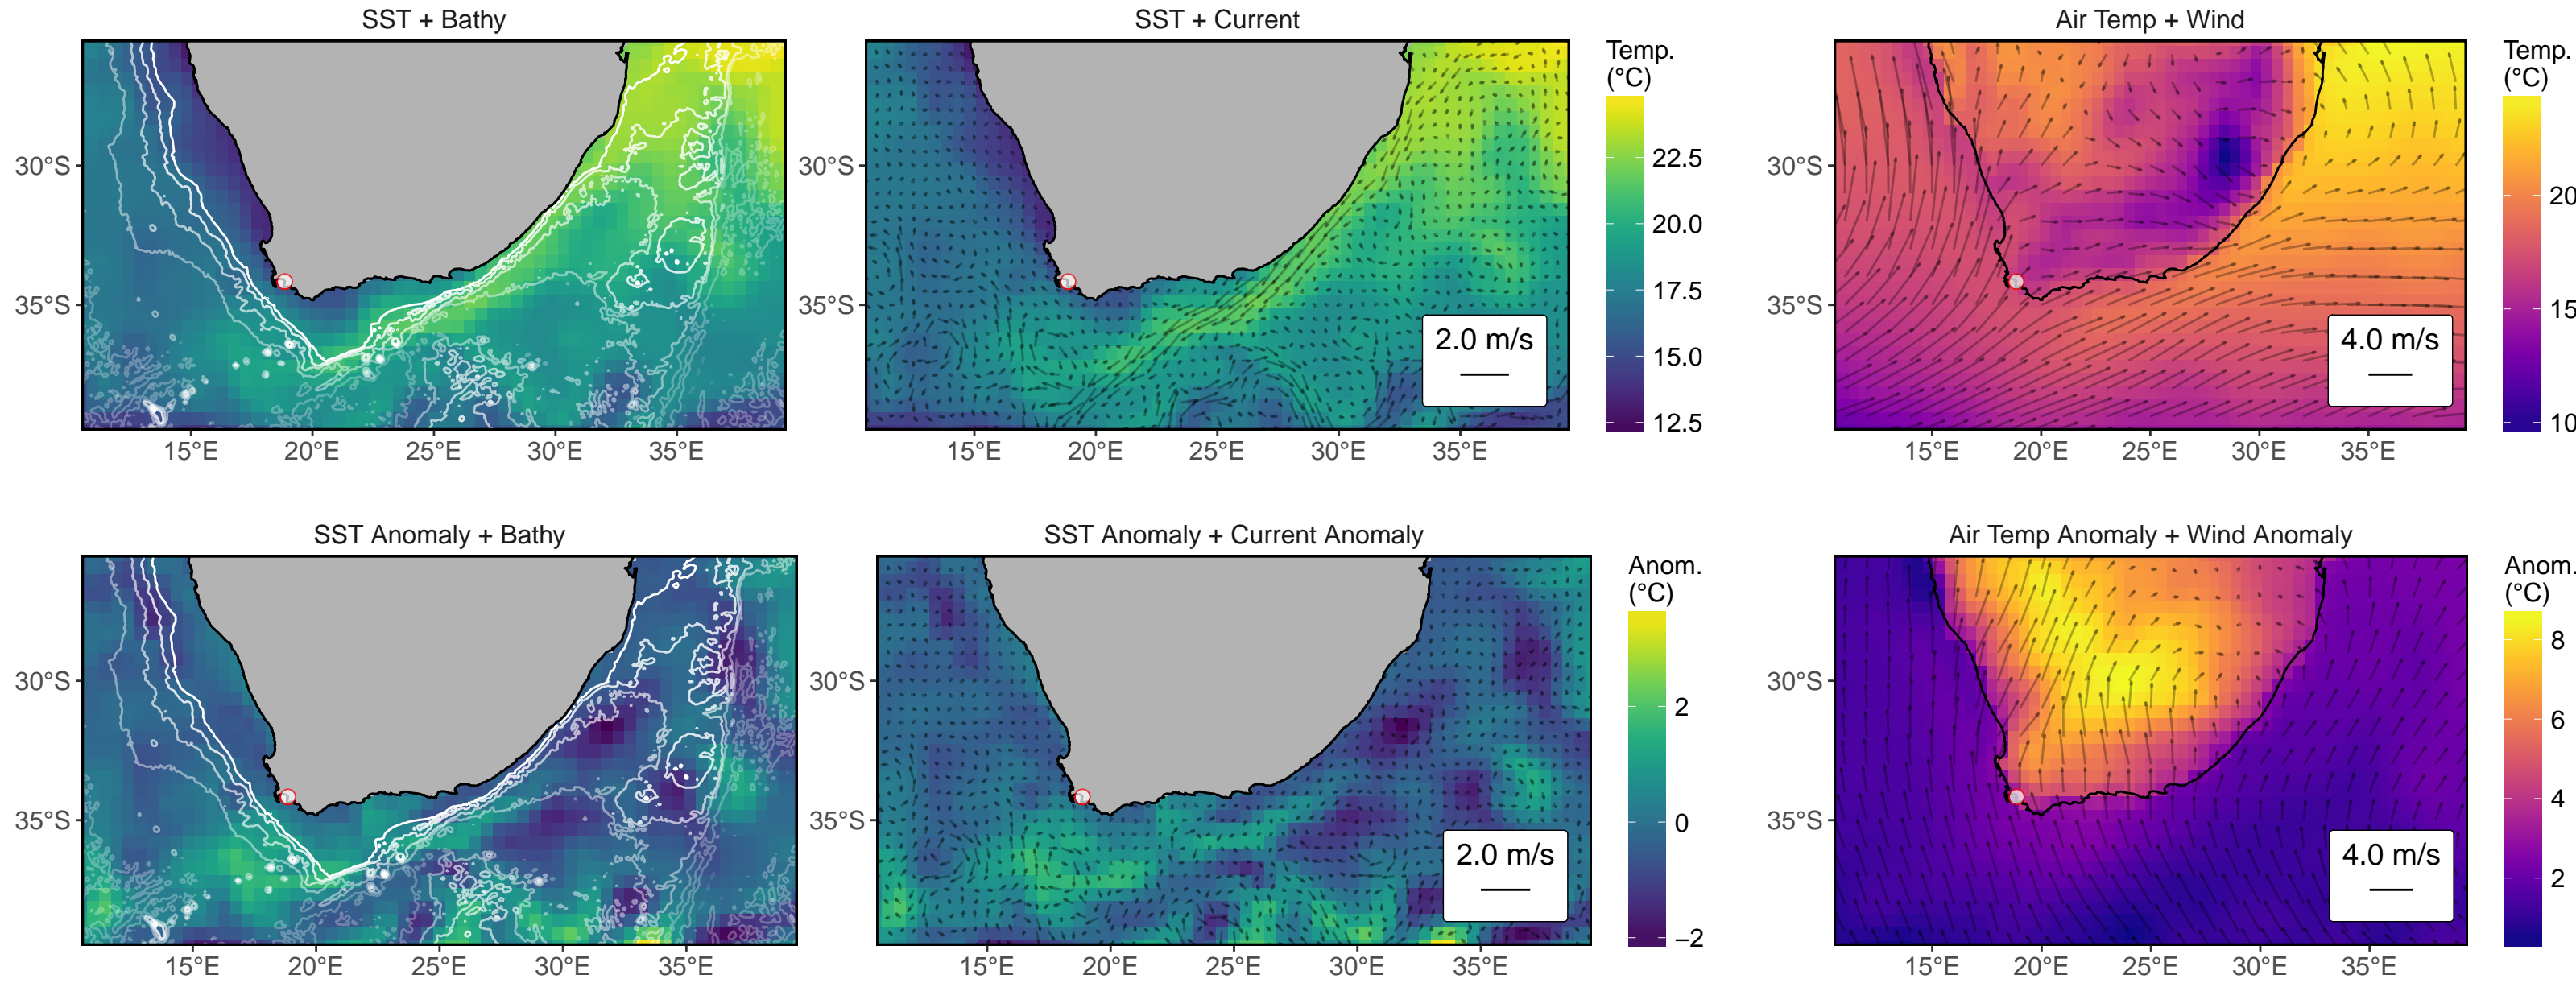 SST + Bathy
SST + Current
Air Temp + Wind
30°S
35°S
15°E
20°E
25°E
30°E
35°E
30°S
35°S
2.0 m/s
15°E
20°E
25°E
30°E
35°E
Temp.
(°C)
22.5
20.0
17.5
15.0
12.5
30°S
35°S
4.0 m/s
15°E
20°E
25°E
30°E
35°E
Temp.
(°C)
20
15
10
SST Anomaly + Bathy
SST Anomaly + Current Anomaly
Air Temp Anomaly + Wind Anomaly
30°S
35°S
15°E
20°E
25°E
30°E
35°E
30°S
35°S
2.0 m/s
15°E
20°E
25°E
30°E
35°E
Anom.
(°C)
2
0
−2
30°S
35°S
4.0 m/s
15°E
20°E
25°E
30°E
35°E
Anom.
(°C)
8
6
4
2